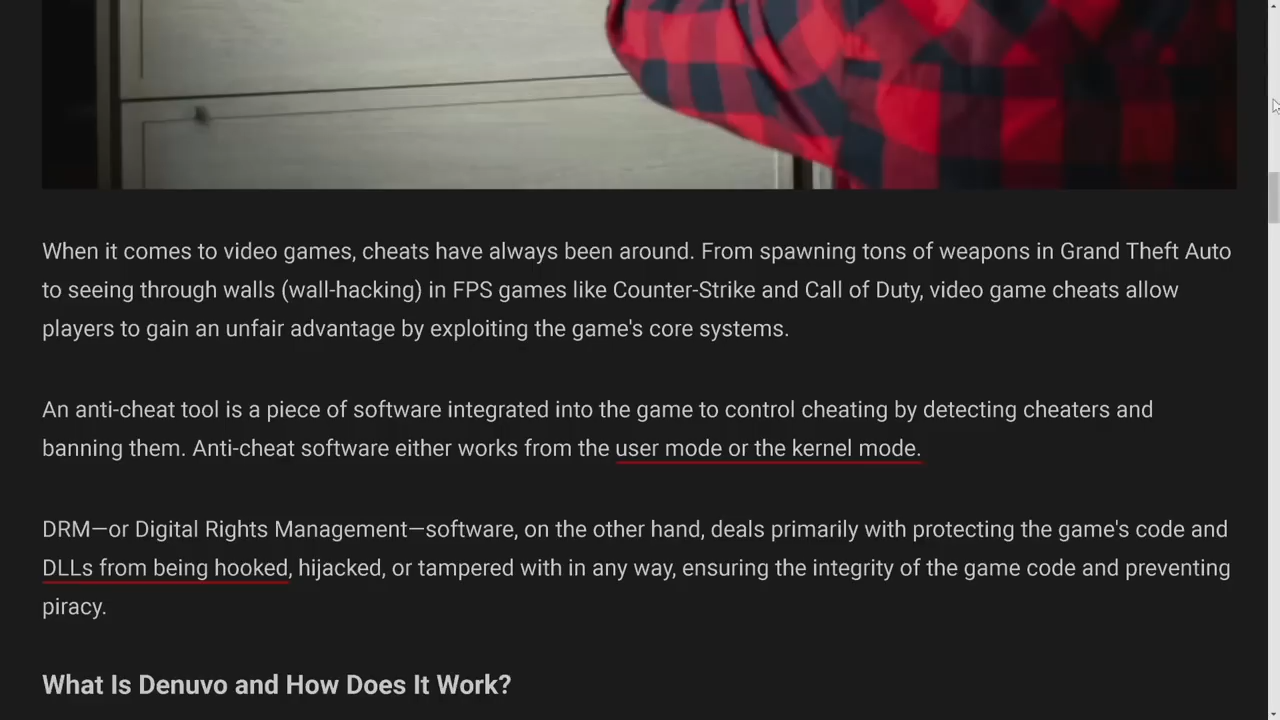 When it comes to video games, cheats have always been around. From spawning tons of weapons in Grand Theft Auto
to seeing through walls (wall-hacking) in FPS games like Counter-Strike and Call of Duty, video game cheats allow
players to gain an unfair advantage by exploiting the game's core systems.
An anti-cheat tool is a piece of software integrated into the game to control cheating by detecting cheaters and
banning them. Anti-cheat software either works from the user mode or the kernel mode.
DRM—or Digital Rights Management—software, on the other hand, deals primarily with protecting the game's code and
DLLs from being hooked, hijacked, or tampered with in any way, ensuring the integrity of the game code and preventing
piracy.
What Is Denuvo and How Does It Work?